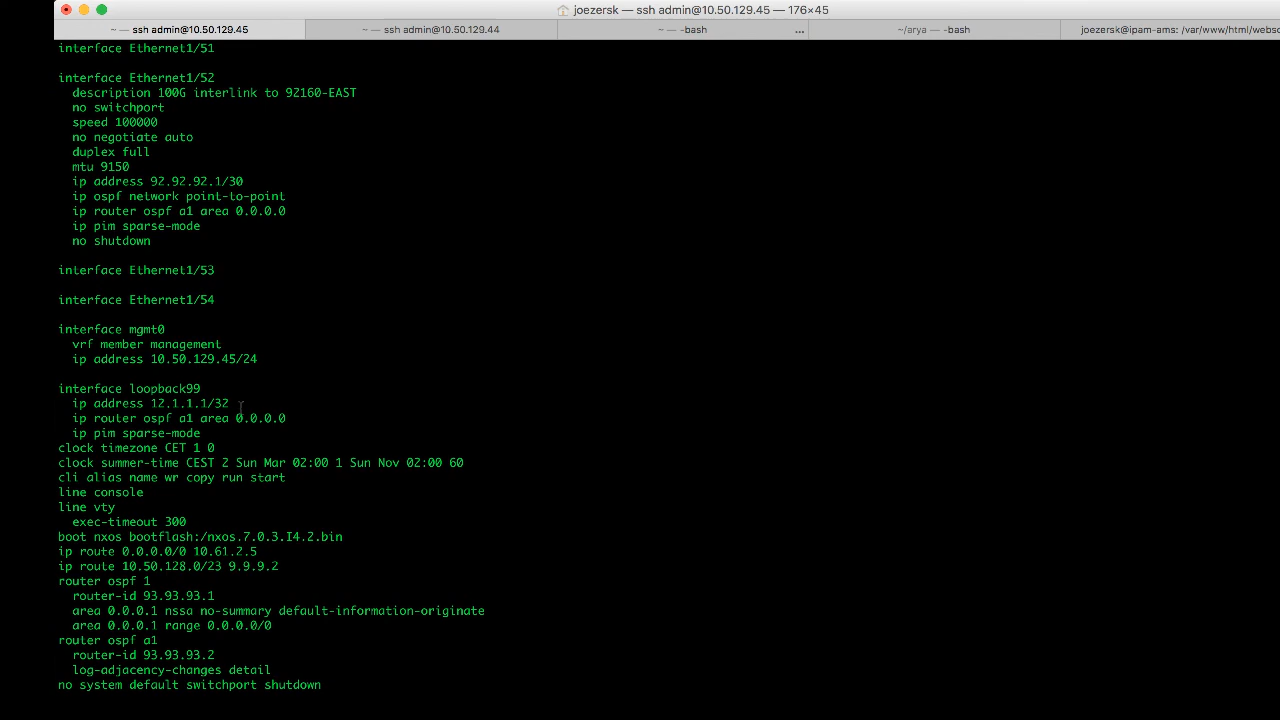 joezersk — ssh admin@10.50.129.45 — 176×45
~ — ssh admin@10.50.129.45
~ — ssh admin@10.50.129.44
~ — -bash
...
~/arya — -bash
joezersk@ipam-ams: /var/www/html/webso
interface Ethernet1/51
interface Ethernet1/52
description 100G interlink to 92160-EAST
no switchport
speed 100000
no negotiate auto
duplex full
mtu 9150
ip address 92.92.92.1/30
ip ospf network point-to-point
ip router ospf a1 area 0.0.0.0
ip pim sparse-mode
no shutdown
interface Ethernet1/53
interface Ethernet1/54
interface mgmt0
vrf member management
ip address 10.50.129.45/24
interface loopback99
ip address 12.1.1.1/32
ip router ospf a1 area 0.0.0.0
ip pim sparse-mode
clock timezone CET 1 0
clock summer-time CEST 2 Sun Mar 02:00 1 Sun Nov 02:00 60
cli alias name wr copy run start
line console
line vty
exec-timeout 300
boot nxos bootflash:/nxos.7.0.3.I4.2.bin
ip route 0.0.0.0/0 10.61.2.5
ip route 10.50.128.0/23 9.9.9.2
router ospf 1
router-id 93.93.93.1
area 0.0.0.1 nssa no-summary default-information-originate
area 0.0.0.1 range 0.0.0.0/0
router ospf a1
router-id 93.93.93.2
log-adjacency-changes detail
no system default switchport shutdown